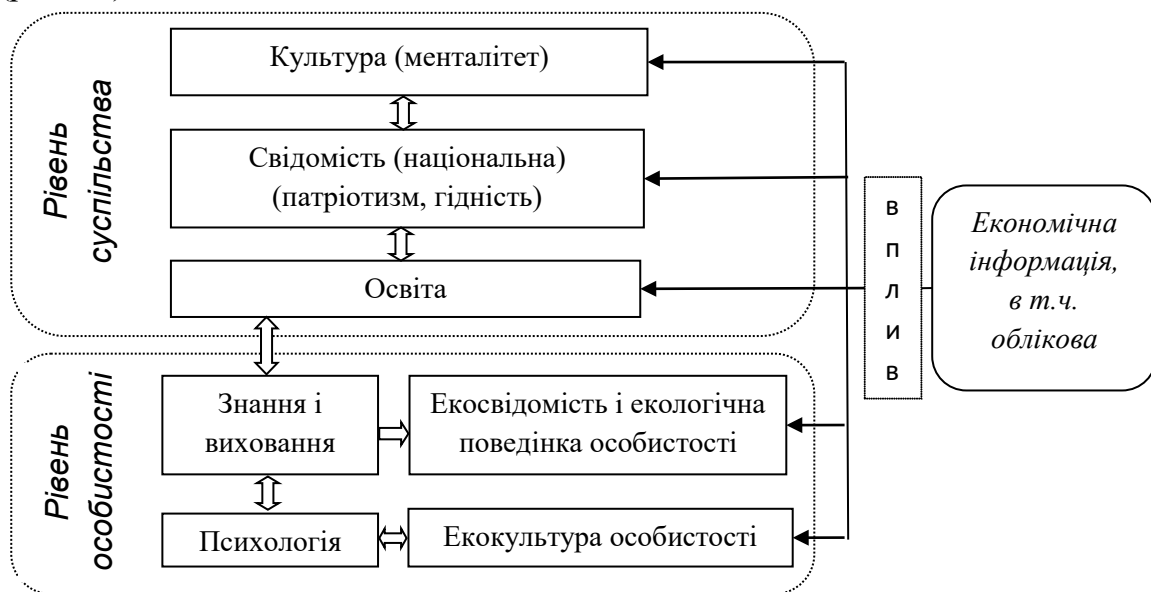 Культура (менталітет)
Рівень
суспільства
Свідомість (національна)
(патріотизм, гідність)
Освіта
В
П
Л
И
В
Економічна
інформація,
в т.ч.
облікова
Рівень
особистості
Знання і
виховання
Екосвідомість і екологічна
поведінка особистості
Психологія
Екокультура особистості